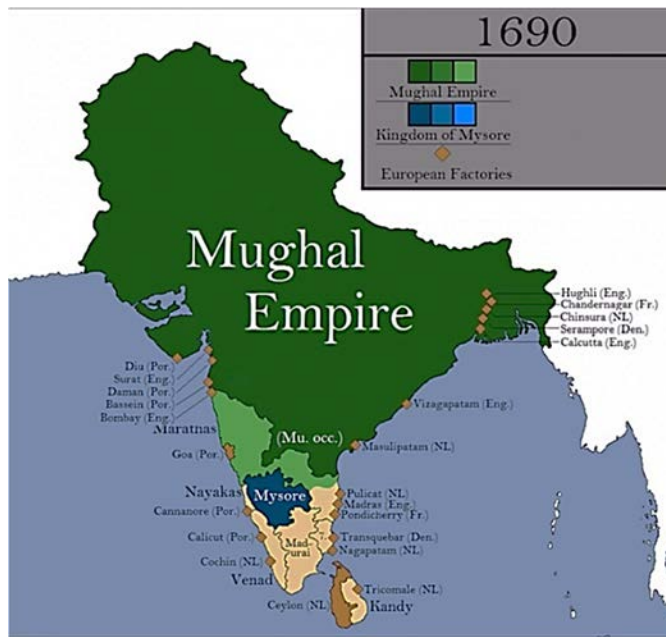 1690
Mughal Empire
Kingdom of Mysore
European Factories
Mughal
Empire
Hughli (Eng.)
Chandernagar (Fr.)
Chinsura (NL)
Serampore (Den.)
Calcutta (Eng.)
Diu (Por.)
Surat (Eng.)
Daman (Por.)
Bassein (Por.)
Bombay (Eng.)
Vizagapatam (Eng.)
Maratnas
(Mu. occ.)
Masulipatam (NL)
Goa (Por.)
Nayakas
Mysore
Pulicat (NL)
Madras (Eng.)
Pondicherry (Fr.)
Cannanore (Por.)
Calicut (Por.)
Mad-
urai
Transquebar (Den.)
Nagapatam (NL)
Cochin (NL)
Venad
Tricomale (NL)
Ceylon (NL)
Kandy